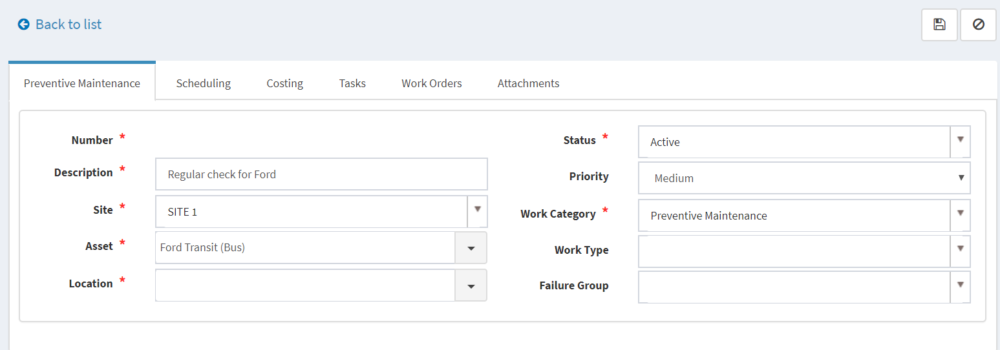 Back to list
Preventive Maintenance Scheduling Costing Tasks Work Orders Attachments
Number *
Description * Regular check for Ford
Site * SITE 1
Asset * Ford Transit (Bus)
Location *
Status * Active
Priority Medium
Work Category * Preventive Maintenance
Work Type
Failure Group